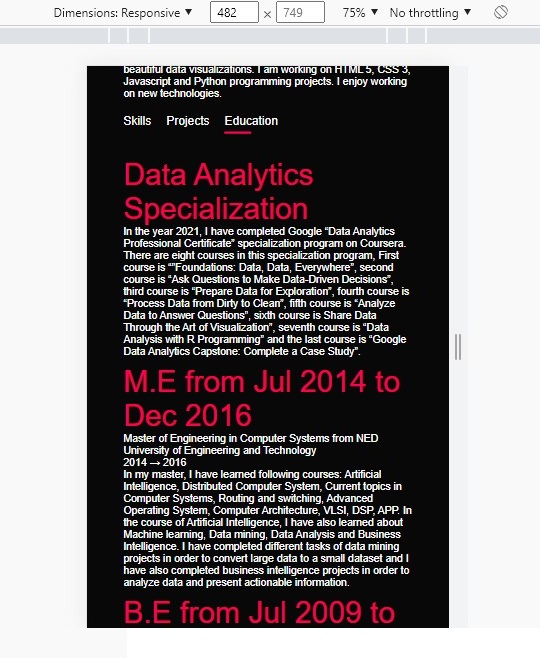 Dimensions: Responsive ▼ 482 × 749 75% ▼ No throttling ▼
beautiful data visualizations. I am working on HTML 5, CSS 3,
Javascript and Python programming projects. I enjoy working
on new technologies.
Skills Projects Education
Data Analytics
Specialization
In the year 2021, I have completed Google “Data Analytics
Professional Certificate” specialization program on Coursera.
There are eight courses in this specialization program, First
course is “”Foundations: Data, Data, Everywhere”, second
course is “Ask Questions to Make Data-Driven Decisions”,
third course is “Prepare Data for Exploration”, fourth course is
“Process Data from Dirty to Clean”, fifth course is “Analyze
Data to Answer Questions”, sixth course is Share Data
Through the Art of Visualization”, seventh course is “Data
Analysis with R Programming” and the last course is “Google
Data Analytics Capstone: Complete a Case Study”.
M.E from Jul 2014 to
Dec 2016
Master of Engineering in Computer Systems from NED
University of Engineering and Technology
2014 → 2016
In my master, I have learned following courses: Artificial
Intelligence, Distributed Computer System, Current topics in
Computer Systems, Routing and switching, Advanced
Operating System, Computer Architecture, VLSI, DSP, APP. In
the course of Artificial Intelligence, I have also learned about
Machine learning, Data mining, Data Analysis and Business
Intelligence. I have completed different tasks of data mining
projects in order to convert large data to a small dataset and I
have also completed business intelligence projects in order to
analyze data and present actionable information.
B.E from Jul 2009 to